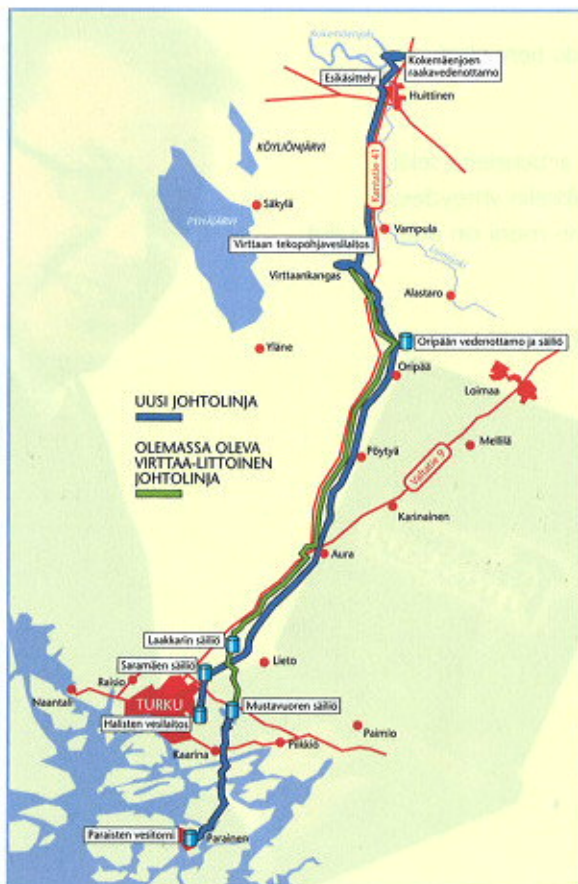 Kokemäenjoki
Kokemäenjoen
raakavedenottamo
Esikäsittely
Huittinen
KÖYLIÖNJÄRVI
Kantatie 41
Säkylä
PYHÄJÄRVI
Vampula
Virttaan tekopohjavesilaitos
Virttaankangas
Loimijoki
Alastaro
Oripään vedenottamo ja säiliö
Yläne
Oripää
Loimaa
UUSI JOHTOLINJA
OLEMASSA OLEVA
VIRTTAA-LITTOINEN
JOHTOLINJA
Mellilä
Pöytyä
Valtatie 9
Karinainen
Aura
Laakkarin säiliö
Lieto
Saramäen säiliö
Raisio
Naantali
TURKU
Mustavuoren säiliö
Halisten vesilaitos
Paimio
Piikkiö
Kaarina
Paraisten vesitorni
Parainen